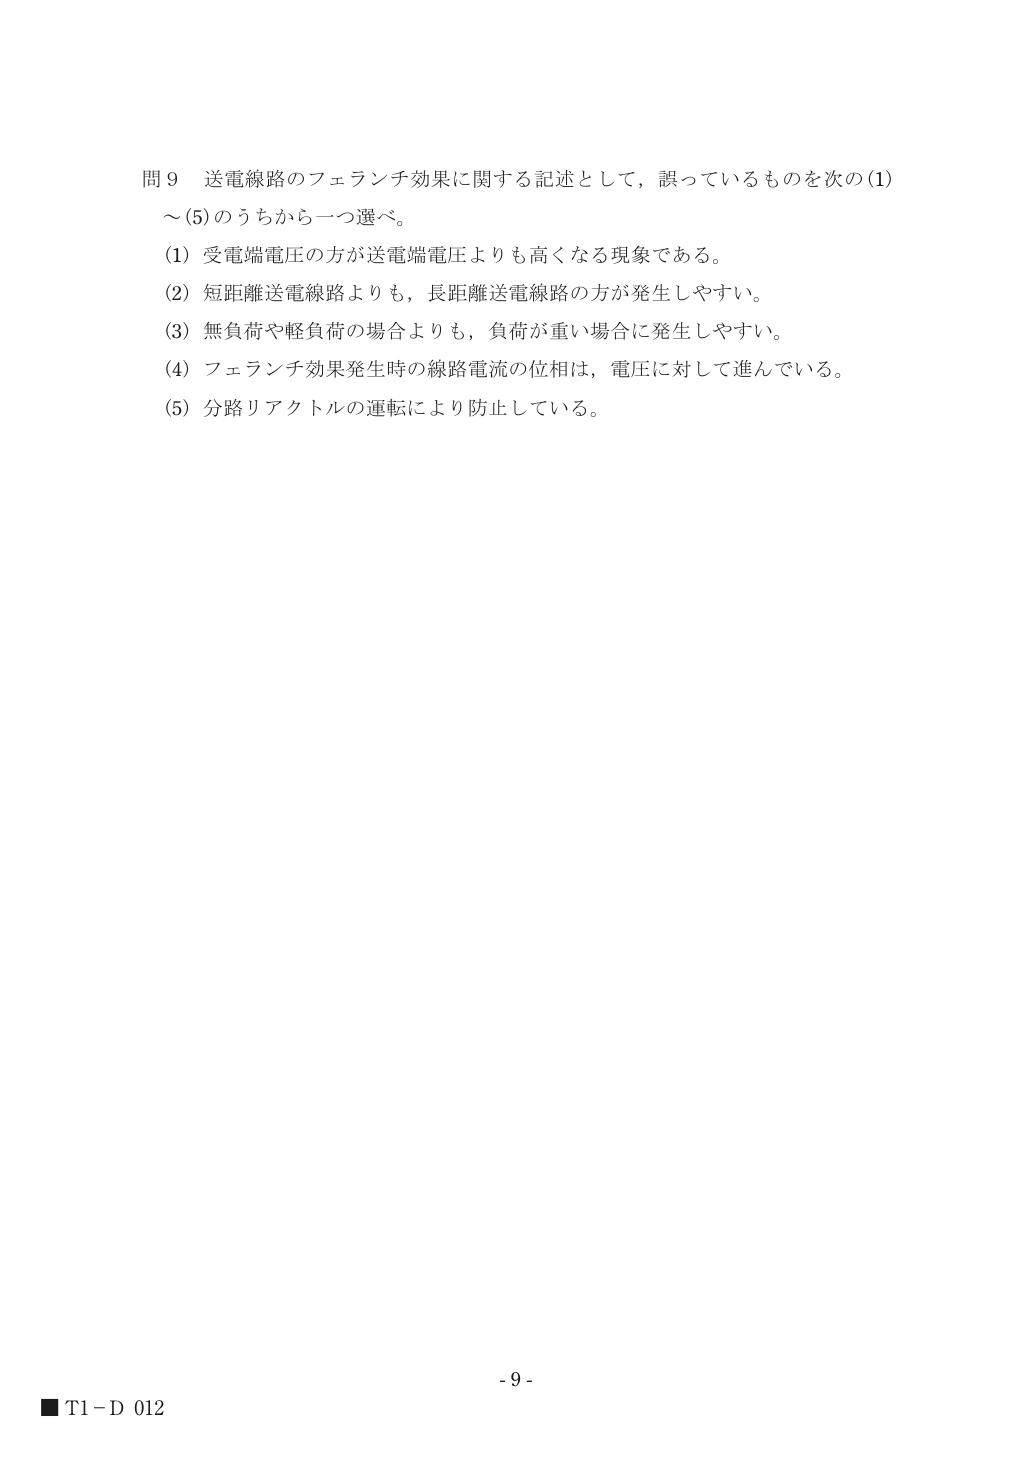 問9　送電線路のフェランチ効果に関する記述として，誤っているものを次の(1)
～(5)のうちから一つ選べ。
(1) 受電端電圧の方が送電端電圧よりも高くなる現象である。
(2) 短距離送電線路よりも，長距離送電線路の方が発生しやすい。
(3) 無負荷や軽負荷の場合よりも，負荷が重い場合に発生しやすい。
(4) フェランチ効果発生時の線路電流の位相は，電圧に対して進んでいる。
(5) 分路リアクトルの運転により防止している。
- 9 -
■ T1－D 012